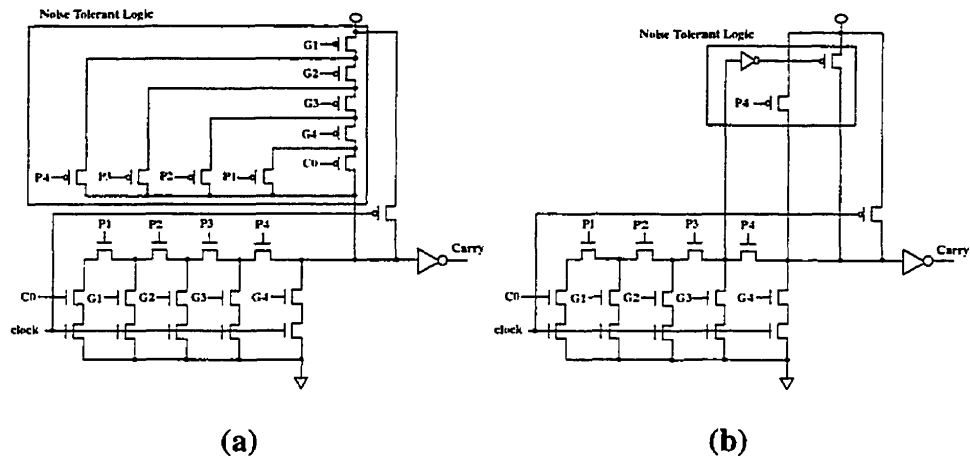 Noise Tolerant Logic
G1
G2
G3
G4
C0
P4 P3 P2 P1
P1 P2 P3 P4
Carry
C0 G1 G2 G3 G4
clock
(a)
Noise Tolerant Logic
P4
P1 P2 P3 P4
Carry
C0 G1 G2 G3 G4
clock
(b)